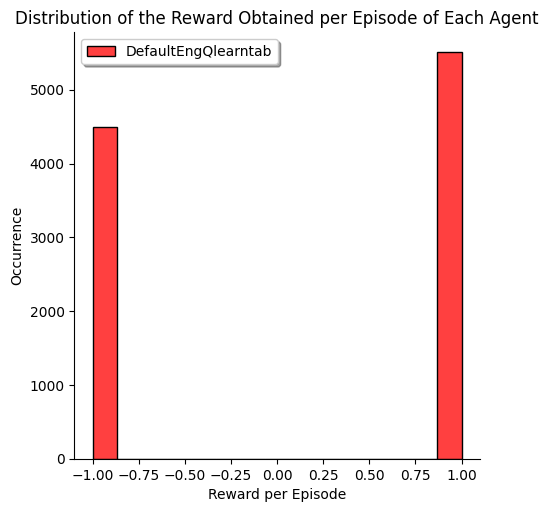 Distribution of the Reward Obtained per Episode of Each Agent
DefaultEngQlearntab
5000
4000
3000
2000
1000
0
Occurrence
−1.00 −0.75 −0.50 −0.25 0.00 0.25 0.50 0.75 1.00
Reward per Episode